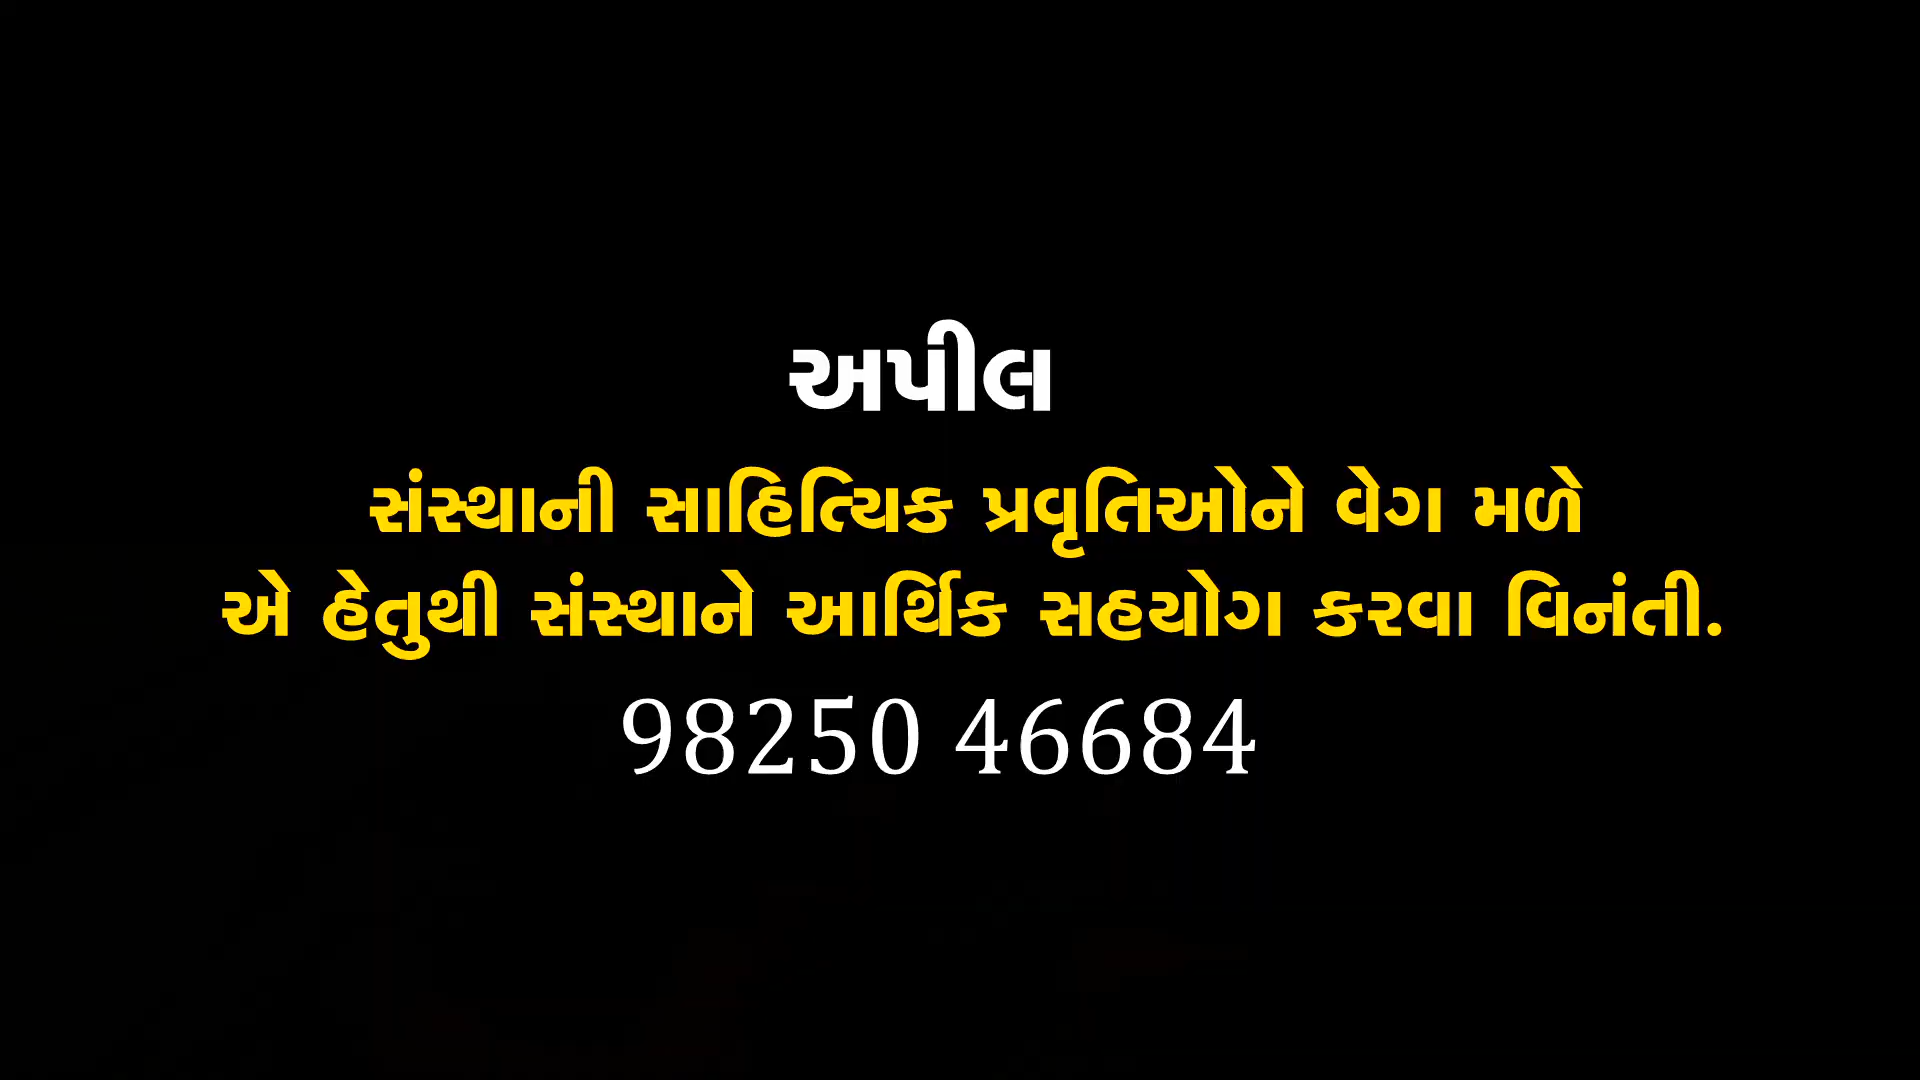 અપીલ
સંસ્થાની સાહિત્યિક પ્રવૃતિઓને વેગ મળે
એ હેતુથી સંસ્થાને આર્થિક સહયોગ કરવા વિનંતી.
98250 46684